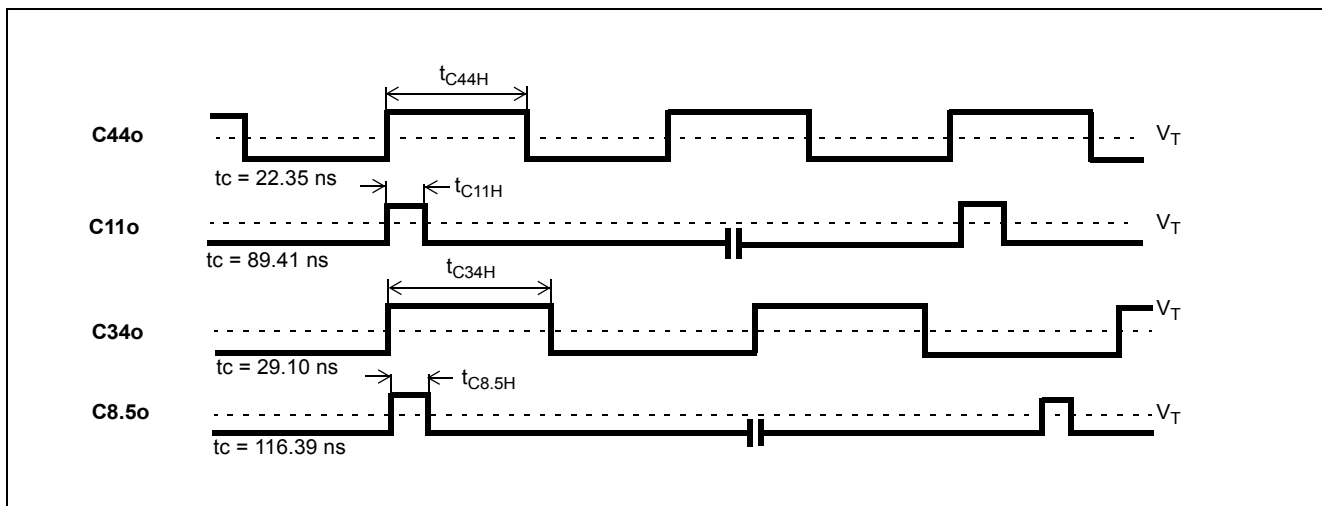 tC44H
C44o
VT
tc = 22.35 ns
tC11H
C11o
VT
tc = 89.41 ns
tC34H
C34o
VT
tc = 29.10 ns
tC8.5H
C8.5o
VT
tc = 116.39 ns